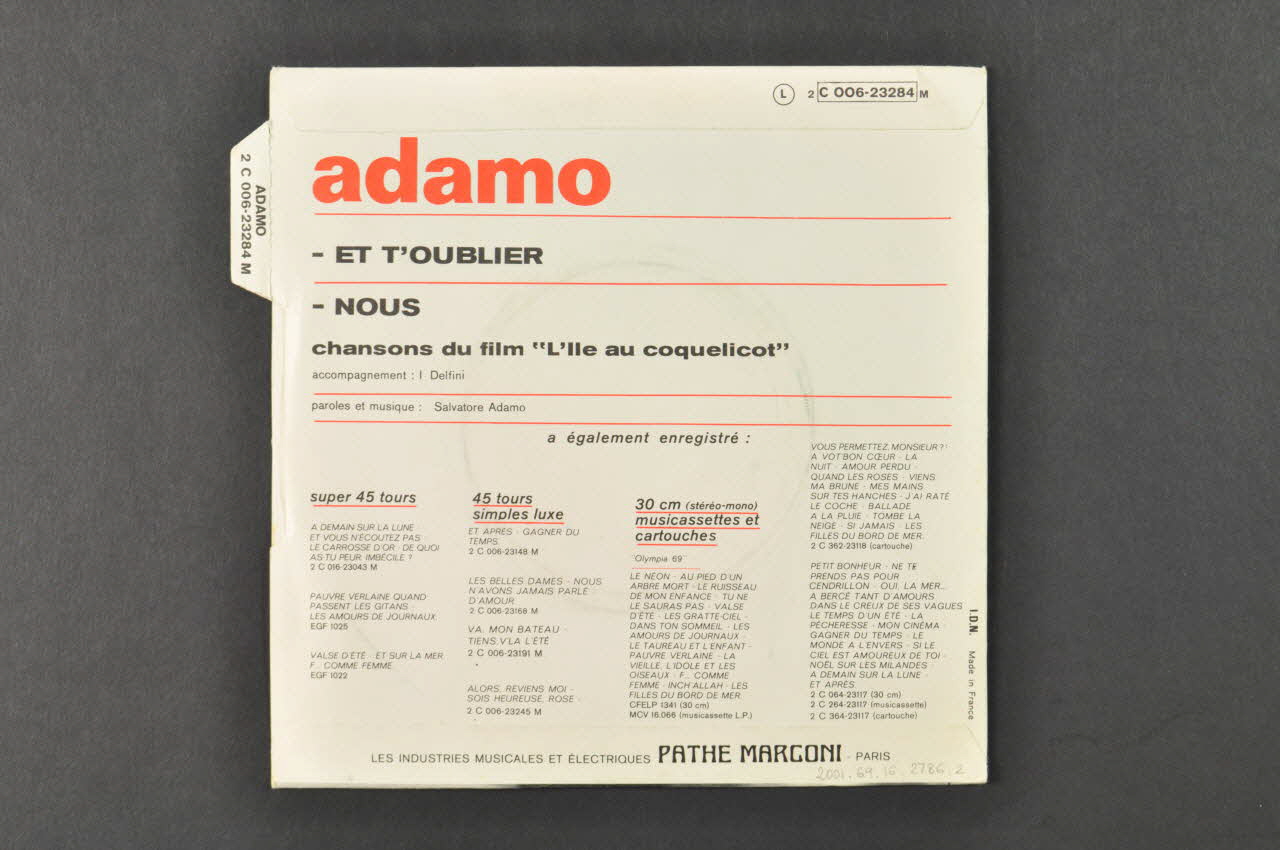 L 2 C 006-23284 M
ADAMO
2 C 006-23284 M
adamo
- ET T'OUBLIER
- NOUS
chansons du film "L'Ile au coquelicot"
accompagnement : I Delfini
paroles et musique : Salvatore Adamo
a également enregistré :
super 45 tours
A DEMAIN SUR LA LUNE -
ET VOUS N'ÉCOUTEZ PAS -
LE CARROSSE D'OR - DE QUOI
AS TU PEUR, IMBÉCILE ?
2 C 016-23043 M
PAUVRE VERLAINE QUAND
PASSENT LES GITANS -
LES AMOURS DE JOURNAUX.
EGF 1025
VALSE D'ÉTÉ - ET SUR LA MER
F... COMME FEMME.
EGF 1022
45 tours
simples luxe
ET APRÈS - GAGNER DU
TEMPS.
2 C 006-23148 M
LES BELLES DAMES - NOUS
N'AVONS JAMAIS PARLÉ
D'AMOUR
2 C 006-23168 M
VA, MON BATEAU -
TIENS, V'LA L'ÉTÉ
2 C 006-23191 M
ALORS, REVIENS MOI -
SOIS HEUREUSE, ROSE -
2 C 006-23245 M
30 cm (stéréo-mono)
musicassettes et
cartouches
"Olympia 69"
LE NÉON - AU PIED D'UN
ARBRE MORT - LE RUISSEAU
DE MON ENFANCE - TU NE
LE SAURAS PAS - VALSE
D'ÉTÉ - LES GRATTE-CIEL -
DANS TON SOMMEIL - LES
AMOURS DE JOURNAUX -
LE TAUREAU ET L'ENFANT -
PAUVRE VERLAINE - LA
VIEILLE, L'IDOLE ET LES
OISEAUX - F... COMME
FEMME - INCH'ALLAH - LES
FILLES DU BORD DE MER
CFELP 1341 (30 cm)
MCV 16.066 (musicassette L.P.)
VOUS PERMETTEZ, MONSIEUR ? -
A VOT'BON CŒUR - LA
NUIT - AMOUR PERDU -
QUAND LES ROSES - VIENS
MA BRUNE - MES MAINS
SUR TES HANCHES - J'AI RATÉ
LE COCHE - BALLADE
A LA PLUIE - TOMBE LA
NEIGE - SI JAMAIS - LES
FILLES DU BORD DE MER.
2 C 362-23118 (cartouche)
PETIT BONHEUR - NE TE
PRENDS PAS POUR
CENDRILLON - OUI, LA MER...
A BERCÉ TANT D'AMOURS
DANS LE CREUX DE SES VAGUES
LE TEMPS D'UN ÉTÉ - LA
PÉCHERESSE - MON CINÉMA -
GAGNER DU TEMPS - LE
MONDE A L'ENVERS - SI LE
CIEL EST AMOUREUX DE TOI -
NOËL SUR LES MILANDES -
A DEMAIN SUR LA LUNE -
ET APRÈS
2 C 064-23117 (30 cm)
2 C 264-23117 (musicassette)
2 C 364-23117 (cartouche)
I.D.N. Made in France
LES INDUSTRIES MUSICALES ET ÉLECTRIQUES PATHE MARCONI - PARIS
2001.69.16.2786.2